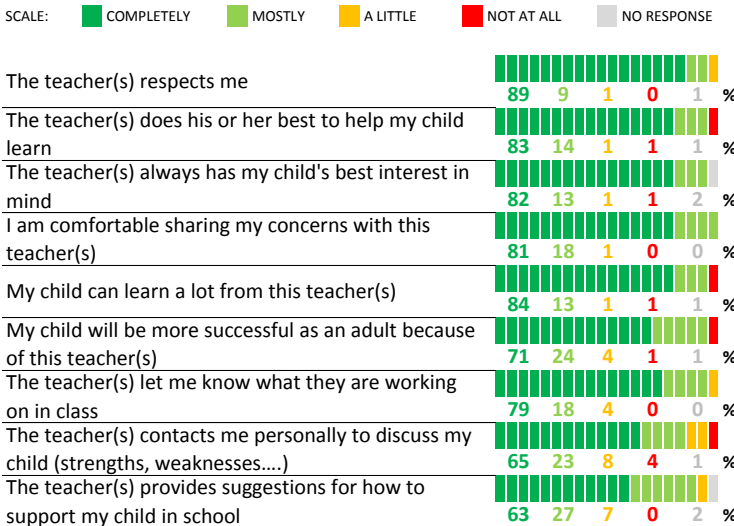 SCALE: COMPLETELY MOSTLY A LITTLE NOT AT ALL NO RESPONSE
The teacher(s) respects me
89 9 1 0 1 %
The teacher(s) does his or her best to help my child
learn
83 14 1 1 1 %
The teacher(s) always has my child's best interest in
mind
82 13 1 1 2 %
I am comfortable sharing my concerns with this
teacher(s)
81 18 1 0 0 %
My child can learn a lot from this teacher(s)
84 13 1 1 1 %
My child will be more successful as an adult because
of this teacher(s)
71 24 4 1 1 %
The teacher(s) let me know what they are working
on in class
79 18 4 0 0 %
The teacher(s) contacts me personally to discuss my
child (strengths, weaknesses....)
65 23 8 4 1 %
The teacher(s) provides suggestions for how to
support my child in school
63 27 7 0 2 %